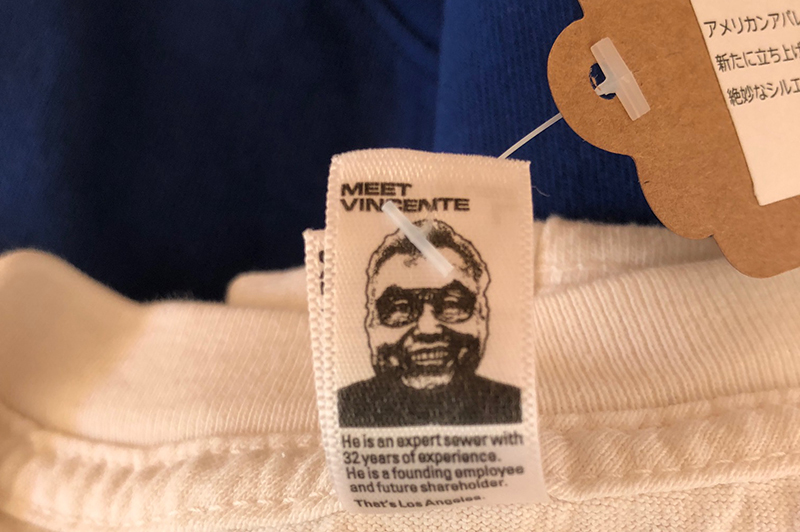 MEET
VINCENTE
He is an expert sewer with
32 years of experience.
He is a founding employee
and future shareholder.
That's Los Angeles.
アメリカンアパレ
新たに立ち上げ
絶妙なシルエ